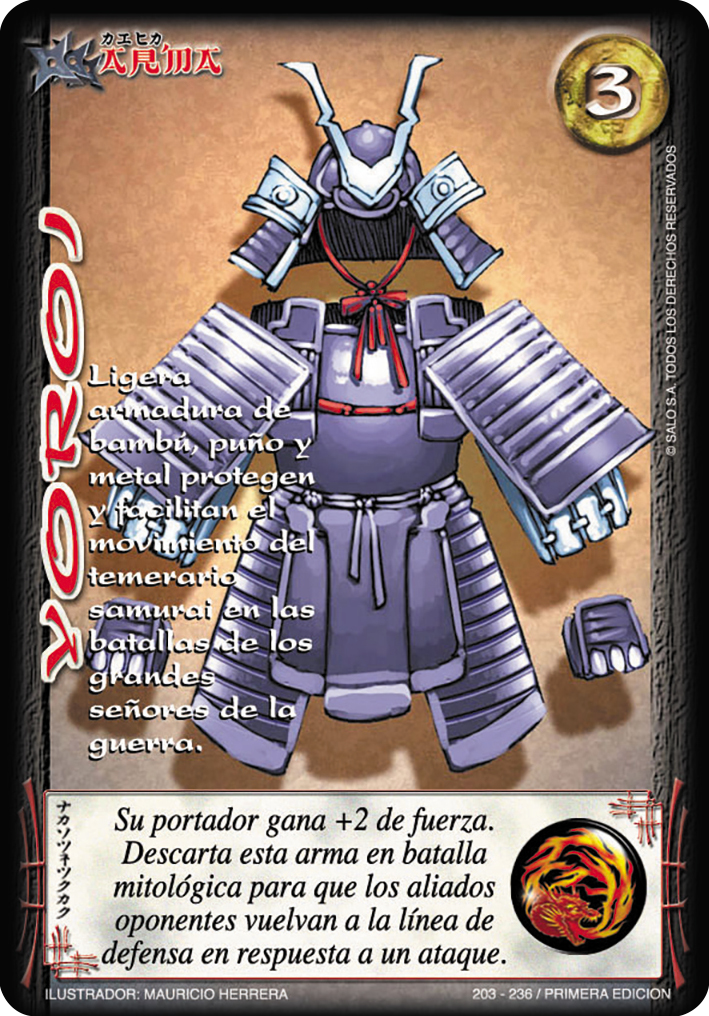 カエヒカ
ARMA
3
YOROI
Ligera
armadura de
bambú, puño y
metal protegen
y facilitan el
movimiento del
temerario
samurai en las
batallas de los
grandes
señores de la
guerra.
© SALO S.A. TODOS LOS DERECHOS RESERVADOS
ナカソツネツクカク
Su portador gana +2 de fuerza.
Descarta esta arma en batalla
mitológica para que los aliados
oponentes vuelvan a la línea de
defensa en respuesta a un ataque.
ILUSTRADOR: MAURICIO HERRERA
203 - 236 / PRIMERA EDICION